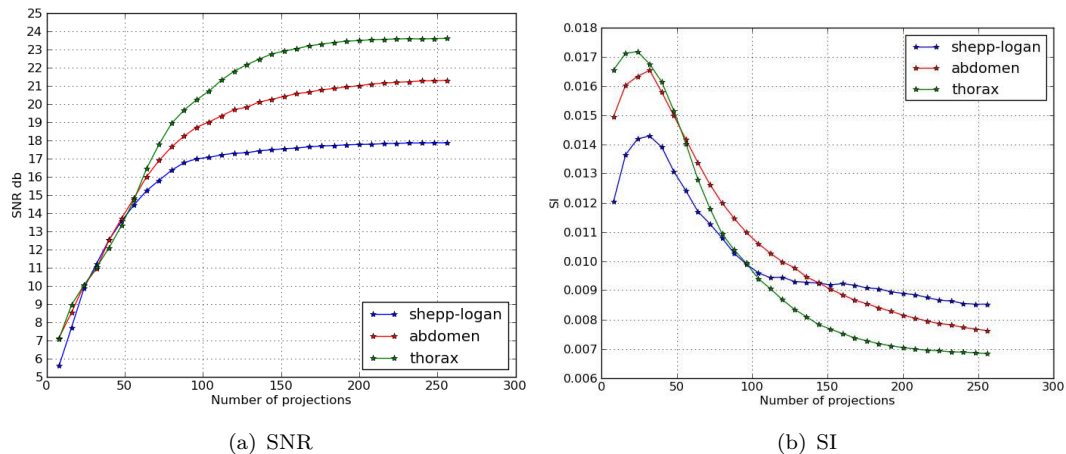 24
23
22
21
20
19
18
17
16
15
14
13
12
11
10
9
8
7
6
5
SNR db
0 50 100 150 200 250 300
Number of projections
shepp-logan
abdomen
thorax
(a) SNR
0.018
0.017
0.016
0.015
0.014
0.013
0.012
0.011
0.010
0.009
0.008
0.007
0.006
SI
0 50 100 150 200 250 300
Number of projections
shepp-logan
abdomen
thorax
(b) SI